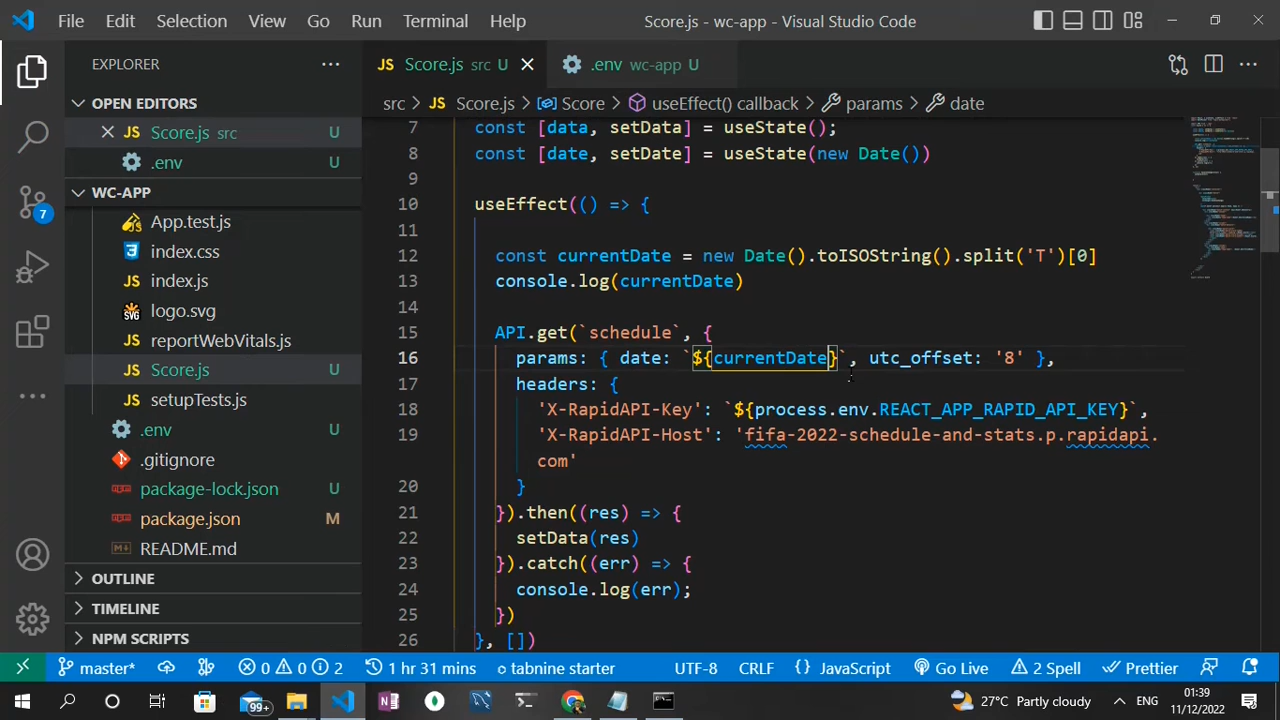 File Edit Selection View Go Run Terminal Help Score.js - wc-app - Visual Studio Code
EXPLORER
OPEN EDITORS
JS Score.js src U
.env U
WC-APP
App.test.js
index.css
JS index.js
logo.svg
JS reportWebVitals.js
JS Score.js U
JS setupTests.js
.env U
.gitignore
package-lock.json U
package.json M
README.md
OUTLINE
TIMELINE
NPM SCRIPTS
7
JS Score.js src U
.env wc-app U
src > JS Score.js > Score > useEffect() callback > params > date
7 const [data, setData] = useState();
8 const [date, setDate] = useState(new Date())
9
10 useEffect(() => {
11
12 const currentDate = new Date().toISOString().split('T')[0]
13 console.log(currentDate)
14
15 API.get(`schedule`, {
16 params: { date: `${currentDate}`, utc_offset: '8' },
17 headers: {
18 'X-RapidAPI-Key': `${process.env.REACT_APP_RAPID_API_KEY}`,
19 'X-RapidAPI-Host': 'fifa-2022-schedule-and-stats.p.rapidapi.
com'
20 }
21 }).then((res) => {
22 setData(res)
23 }).catch((err) => {
24 console.log(err);
25 })
26 }, [])
master* 0 0 2 1 hr 31 mins tabnine starter UTF-8 CRLF {} JavaScript Go Live 2 Spell Prettier
99+ 27°C Partly cloudy ENG 01:39
11/12/2022